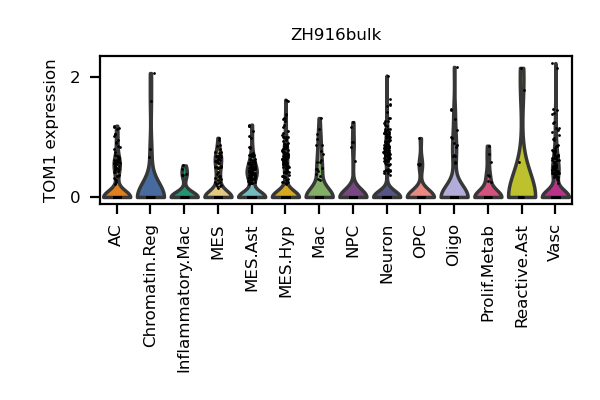 ZH916bulk
TOM1 expression
2
0
AC
Chromatin.Reg
Inflammatory.Mac
MES
MES.Ast
MES.Hyp
Mac
NPC
Neuron
OPC
Oligo
Prolif.Metab
Reactive.Ast
Vasc